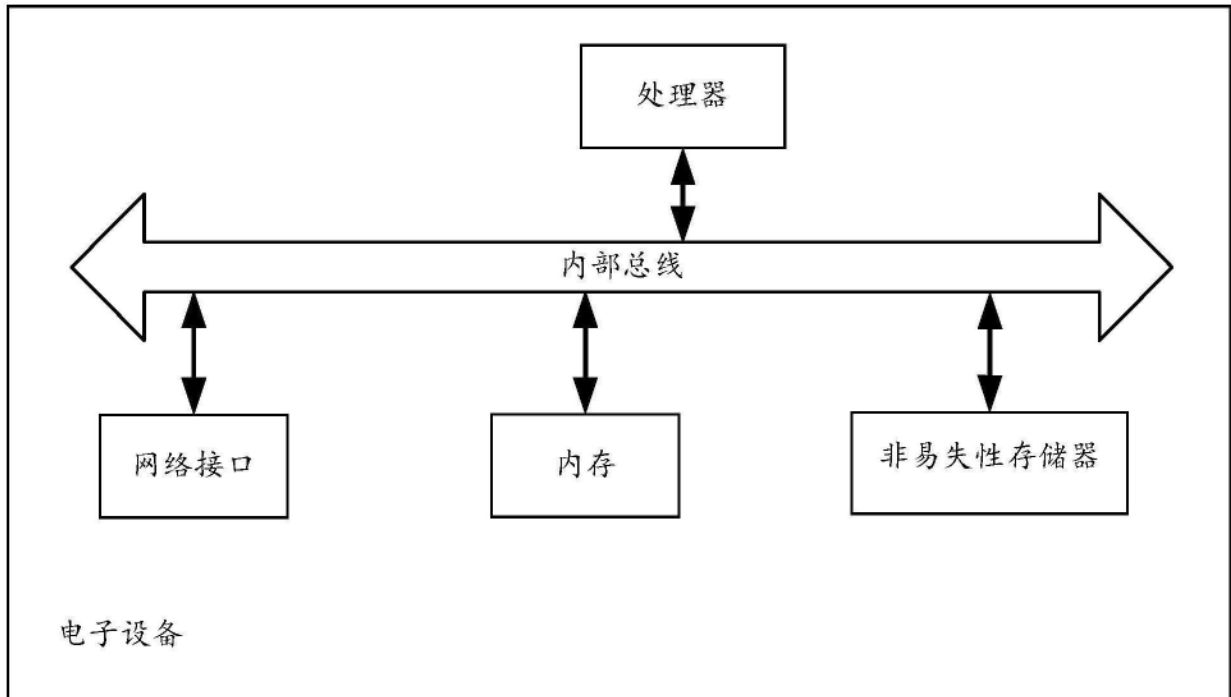 处理器
内部总线
网络接口
内存
非易失性存储器
电子设备